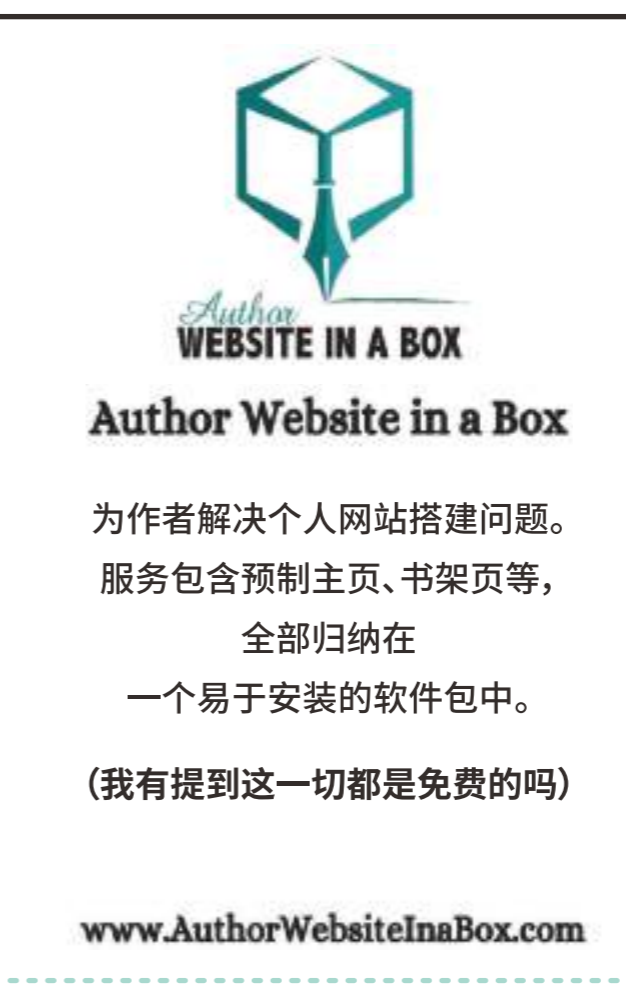 Author
WEBSITE IN A BOX
Author Website in a Box
为作者解决个人网站搭建问题。
服务包含预制主页、书架页等，
全部归纳在
一个易于安装的软件包中。
（我有提到这一切都是免费的吗）
www.AuthorWebsiteInaBox.com